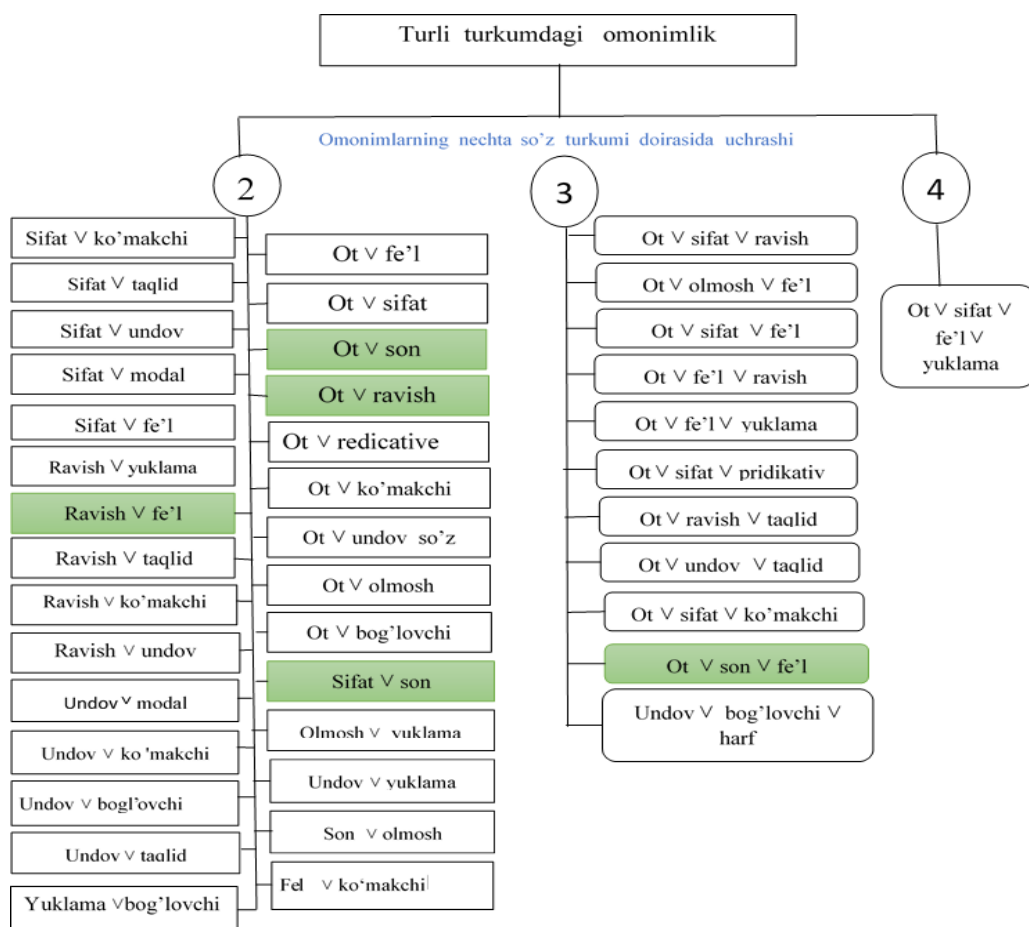 Turli turkumdagi omonimlik
Omonimlarning nechta so’z turkumi doirasida uchrashi
2
3
4
Sifat ∨ ko’makchi
Sifat ∨ taqlid
Sifat ∨ undov
Sifat ∨ modal
Sifat ∨ fe’l
Ravish ∨ yuklama
Ravish ∨ fe’l
Ravish ∨ taqlid
Ravish ∨ ko’makchi
Ravish ∨ undov
Undov ∨ modal
Undov ∨ ko'makchi
Undov ∨ bogl’ovchi
Undov ∨ taqlid
Yuklama ∨bog’lovchi
Ot ∨ fe’l
Ot ∨ sifat
Ot ∨ son
Ot ∨ ravish
Ot ∨ redicative
Ot ∨ ko’makchi
Ot ∨ undov so’z
Ot ∨ olmosh
Ot ∨ bog’lovchi
Sifat ∨ son
Olmosh ∨ yuklama
Undov ∨ yuklama
Son ∨ olmosh
Fel ∨ ko‘makchi
Ot ∨ sifat ∨ ravish
Ot ∨ olmosh ∨ fe’l
Ot ∨ sifat ∨ fe’l
Ot ∨ fe’l ∨ ravish
Ot ∨ fe’l ∨ yuklama
Ot ∨ sifat ∨ pridikativ
Ot ∨ ravish ∨ taqlid
Ot ∨ undov ∨ taqlid
Ot ∨ sifat ∨ ko’makchi
Ot ∨ son ∨ fe’l
Undov ∨ bog’lovchi ∨
harf
Ot ∨ sifat ∨
fe’l ∨
yuklama